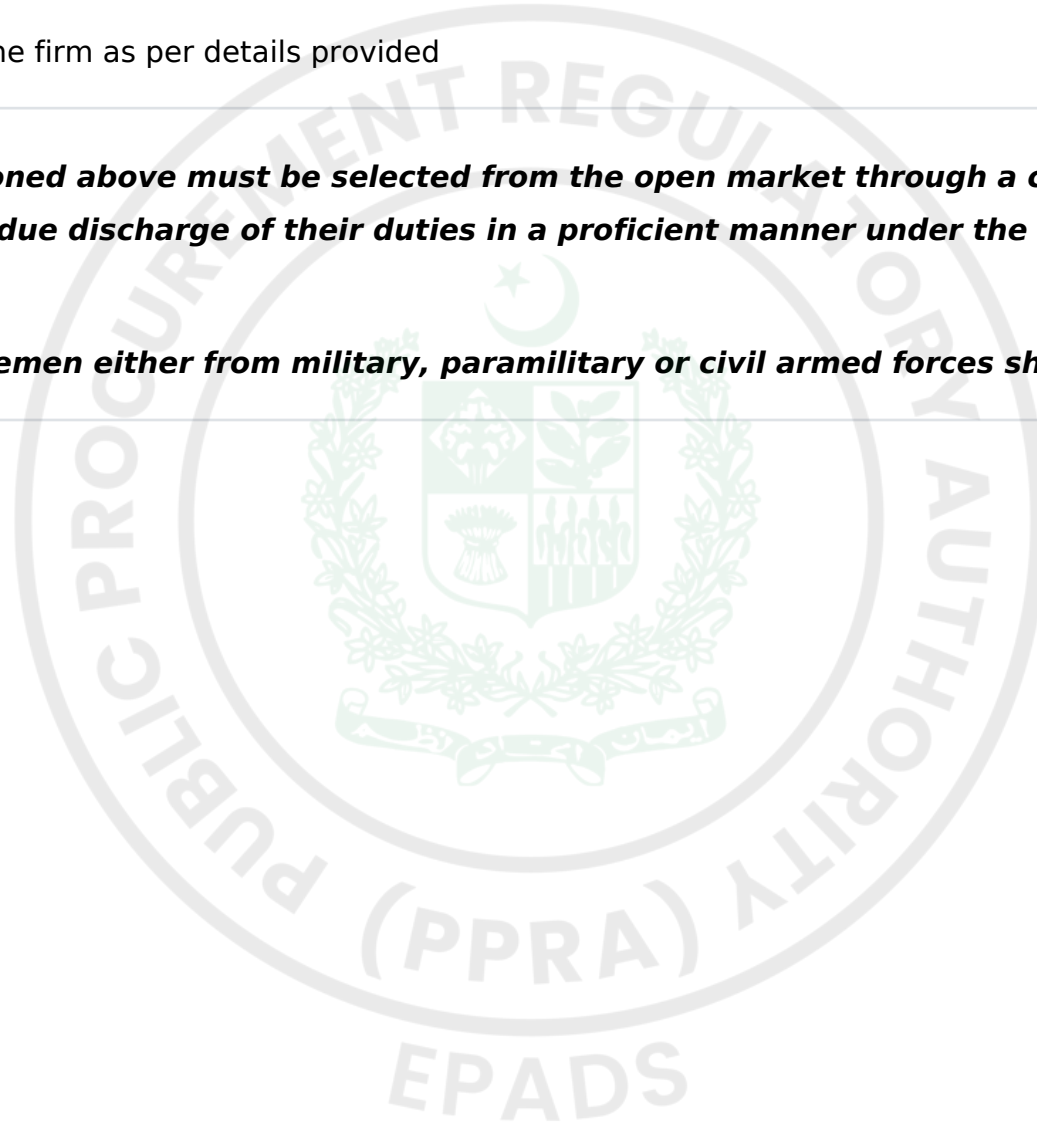 he firm as per details provided
oned above must be selected from the open market through a c
due discharge of their duties in a proficient manner under the
emen either from military, paramilitary or civil armed forces sh
PUBLIC PROCUREMENT REGULATORY AUTHORITY
(PPRA)
EPADS